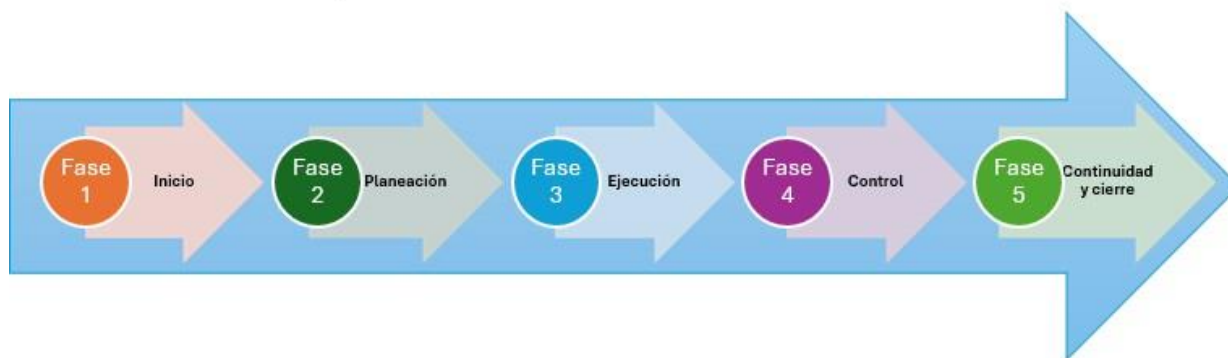 Fase
1
Inicio
Fase
2
Planeación
Fase
3
Ejecución
Fase
4
Control
Fase
5
Continuidad
y cierre